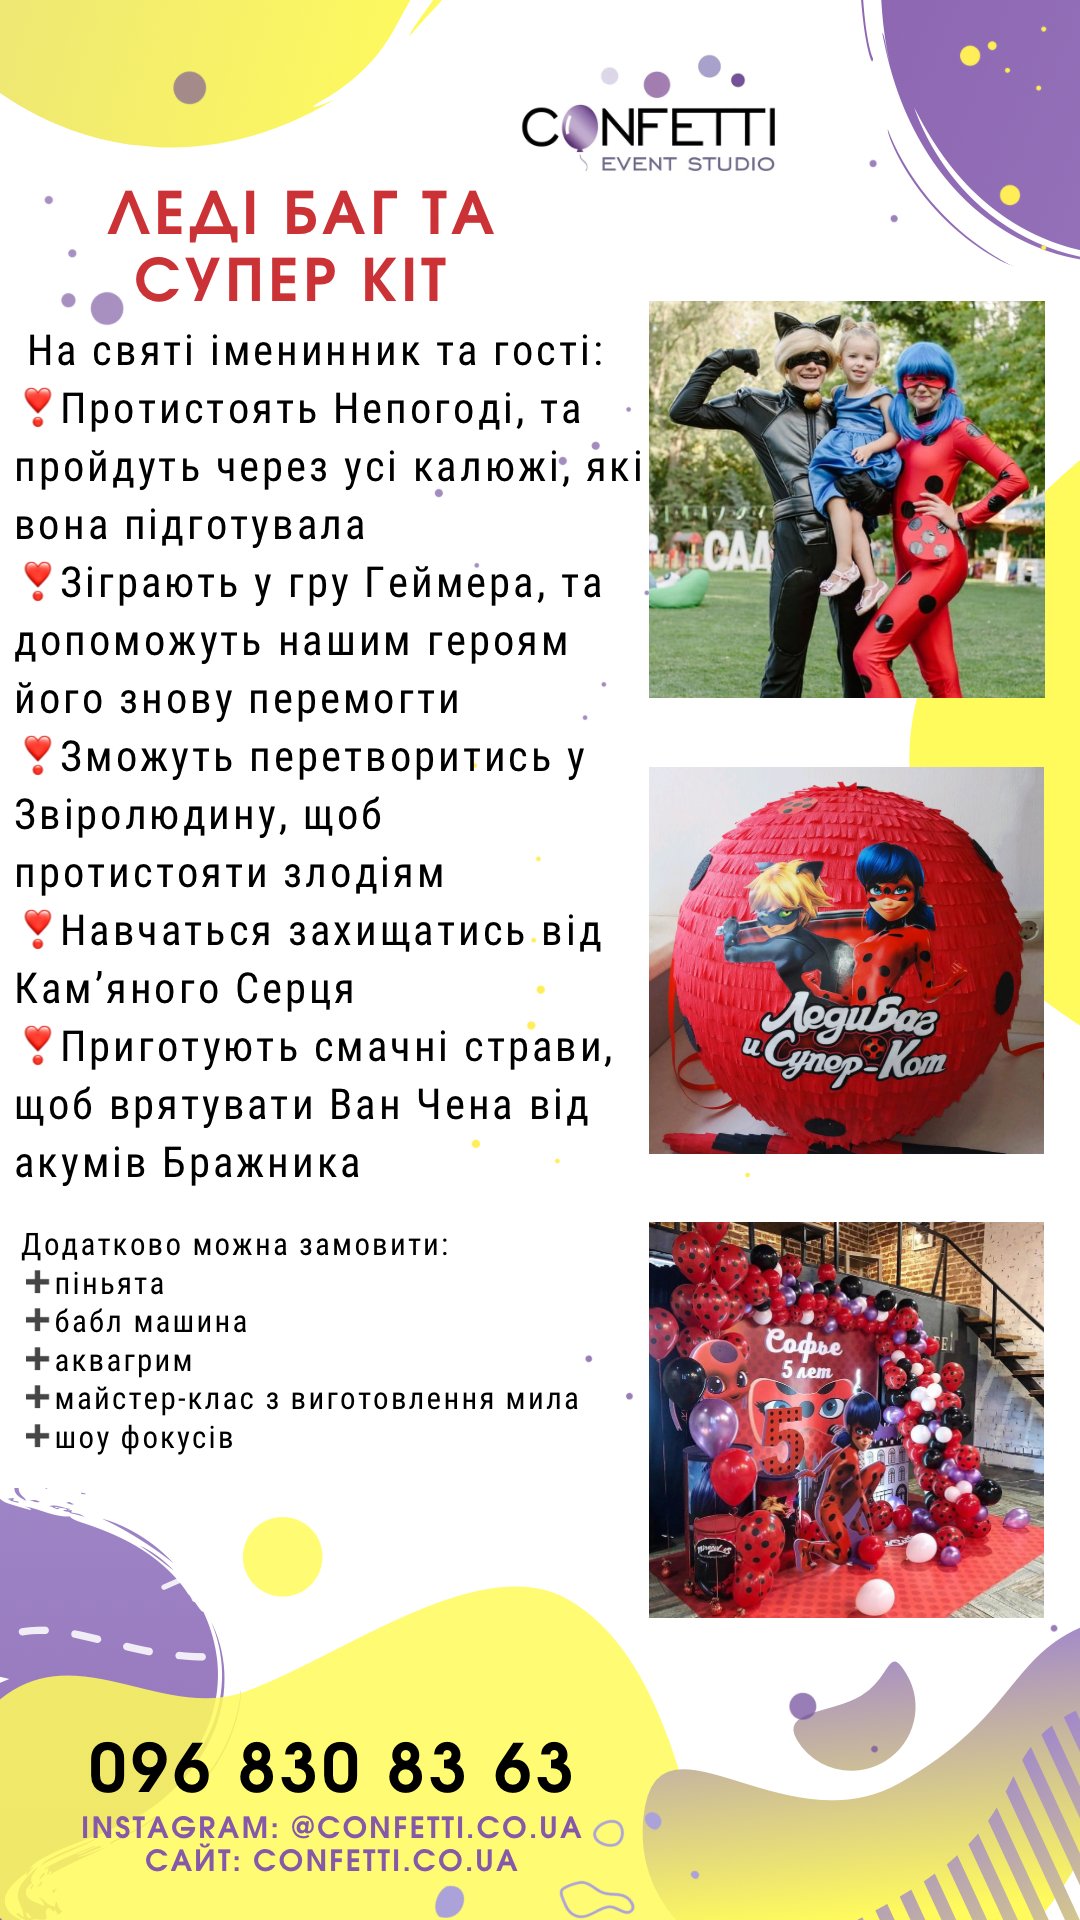 CONFETTI
EVENT STUDIO
ЛЕДІ БАГ ТА
СУПЕР КІТ
На святі іменинник та гості:
❣️Протистоять Непогоді, та
пройдуть через усі калюжі, які
вона підготувала
❣️Зіграють у гру Геймера, та
допоможуть нашим героям
його знову перемогти
❣️Зможуть перетворитись у
Звіролюдину, щоб
протистояти злодіям
❣️Навчаться захищатись від
Кам’яного Серця
❣️Приготують смачні страви,
щоб врятувати Ван Чена від
акумів Бражника
Додатково можна замовити:
➕піньята
➕бабл машина
➕аквагрим
➕майстер-клас з виготовлення мила
➕шоу фокусів
САД
ЛедиБаг
и Супер-Кот
Софье
5 лет
5
096 830 83 63
INSTAGRAM: @CONFETTI.CO.UA
САЙТ: CONFETTI.CO.UA